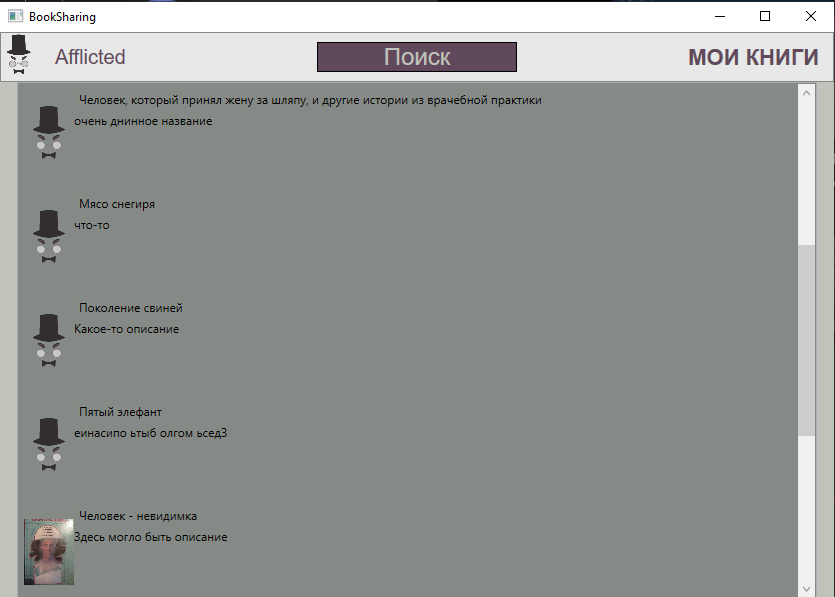 BookSharing
Afflicted
Поиск
МОИ КНИГИ
Человек, который принял жену за шляпу, и другие истории из врачебной практики
очень днинное название
Мясо снегиря
что-то
Поколение свиней
Какое-то описание
Пятый элефант
еинасипо ьтыб олгом ьсед3
Человек - невидимка
Здесь могло быть описание